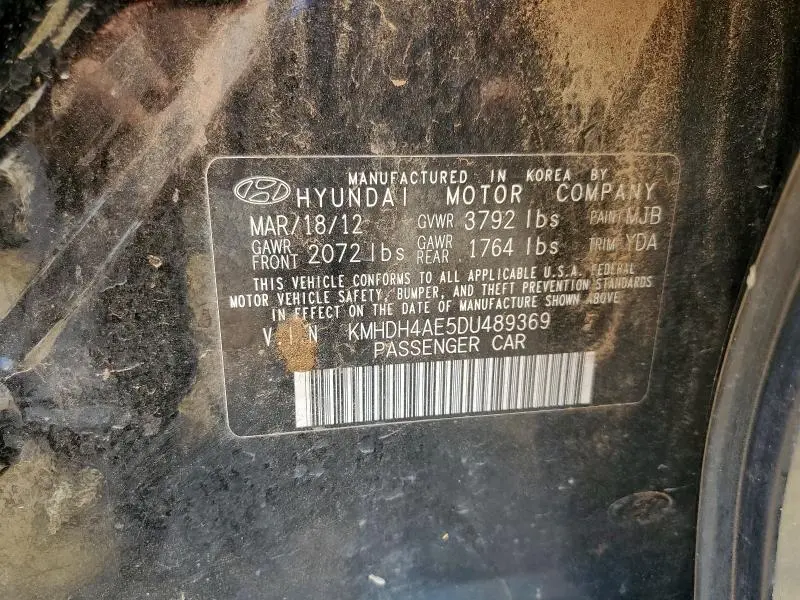 MANUFACTURED IN KOREA BY
HYUNDAI MOTOR COMPANY
MAR/18/12 GVWR 3792 lbs PAINT MJB
GAWR FRONT 2072 lbs GAWR REAR 1764 lbs TRIM YDA
THIS VEHICLE CONFORMS TO ALL APPLICABLE U.S.A. FEDERAL
MOTOR VEHICLE SAFETY, BUMPER, AND THEFT PREVENTION STANDARDS
IN EFFECT ON THE DATE OF MANUFACTURE SHOWN ABOVE
V.I.N KMHDH4AE5DU489369
PASSENGER CAR